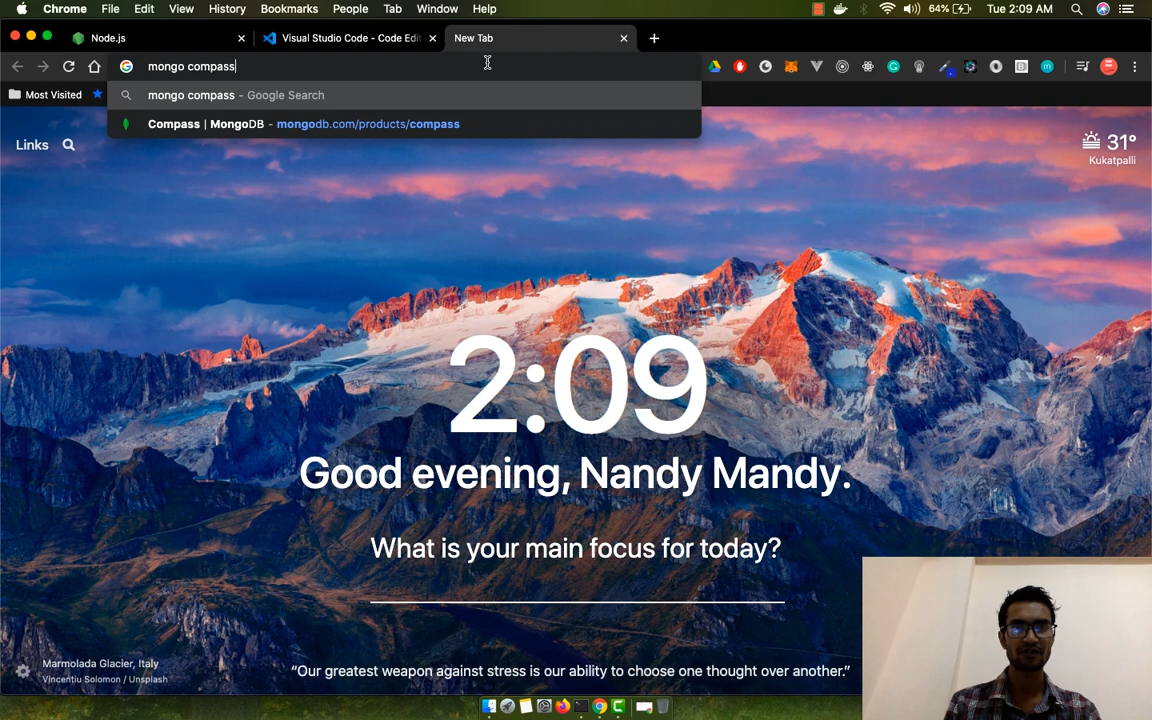 Chrome File Edit View History Bookmarks People Tab Window Help 64% Tue 2:09 AM
Node.js Visual Studio Code - Code Edi New Tab
mongo compass
mongo compass - Google Search
Compass | MongoDB - mongodb.com/products/compass
Most Visited
Links
31°
Kukatpalli
2:09
Good evening, Nandy Mandy.
What is your main focus for today?
Marmolada Glacier, Italy
Vincentiu Solomon / Unsplash
“Our greatest weapon against stress is our ability to choose one thought over another.”